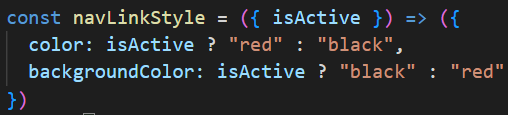 const navLinkStyle = ({ isActive }) => ({
  color: isActive ? "red" : "black",
  backgroundColor: isActive ? "black" : "red"
})